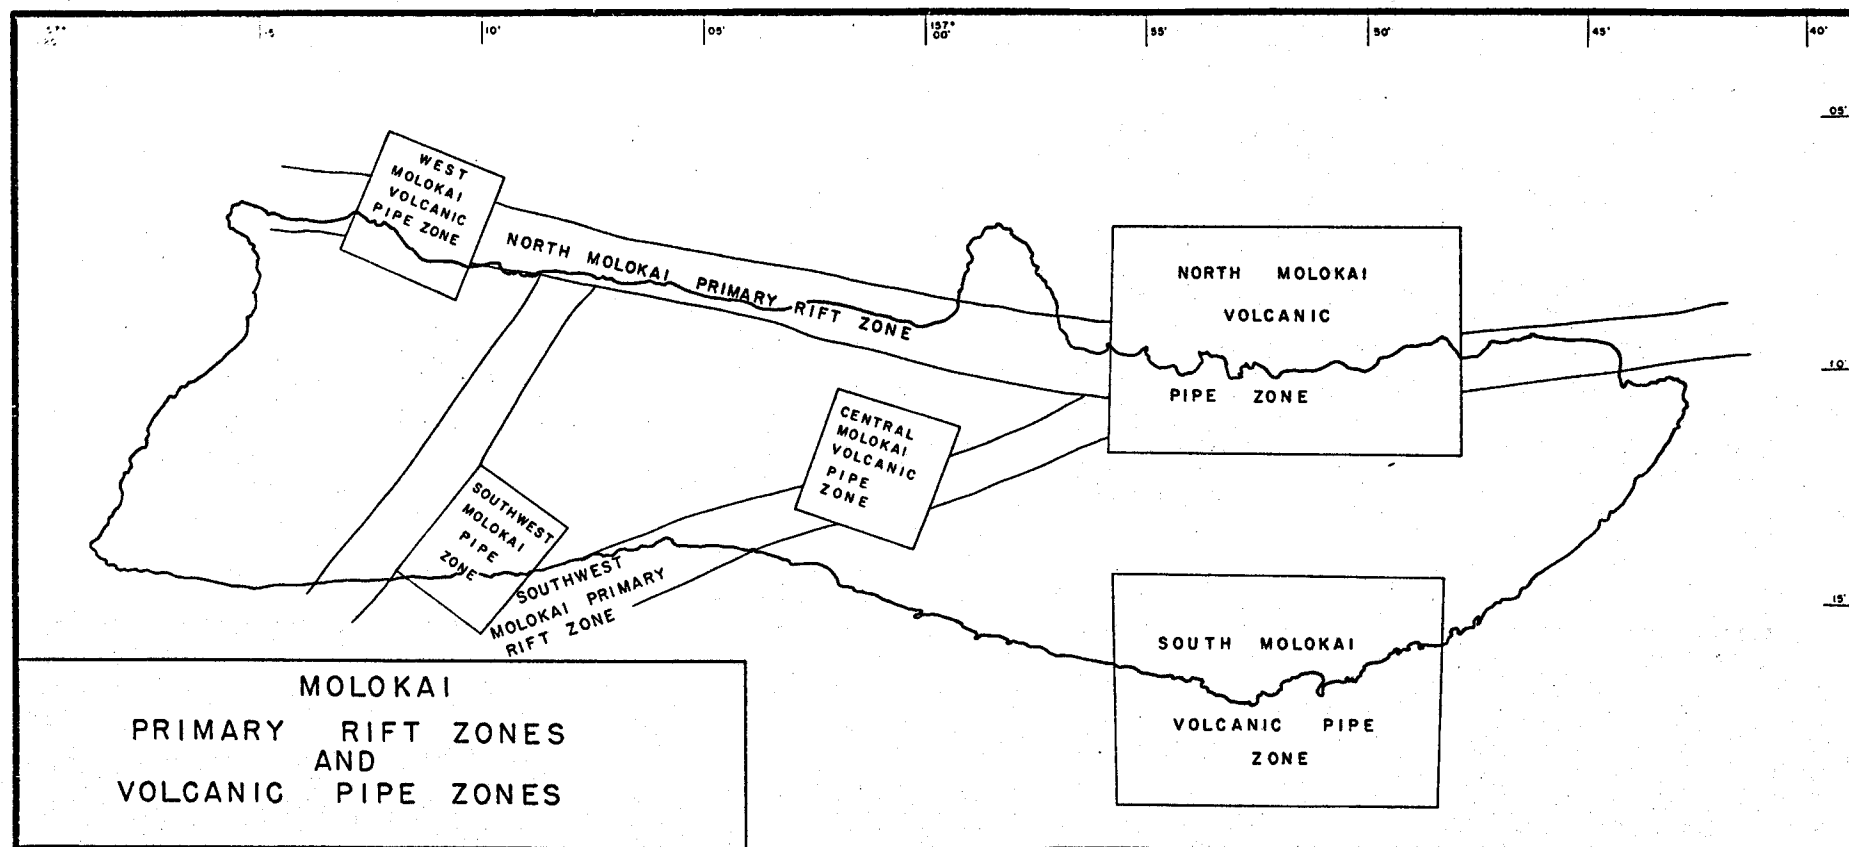 10'
05'
157°
00'
55'
50'
45'
40'
05'
10'
15'
WEST
MOLOKAI
VOLCANIC
PIPE ZONE
NORTH MOLOKAI PRIMARY RIFT ZONE
NORTH MOLOKAI
VOLCANIC
PIPE ZONE
CENTRAL
MOLOKAI
VOLCANIC
PIPE
ZONE
SOUTHWEST
MOLOKAI
PIPE
ZONE
SOUTHWEST
MOLOKAI PRIMARY
RIFT ZONE
SOUTH MOLOKAI
VOLCANIC PIPE
ZONE
MOLOKAI
PRIMARY RIFT ZONES
AND
VOLCANIC PIPE ZONES